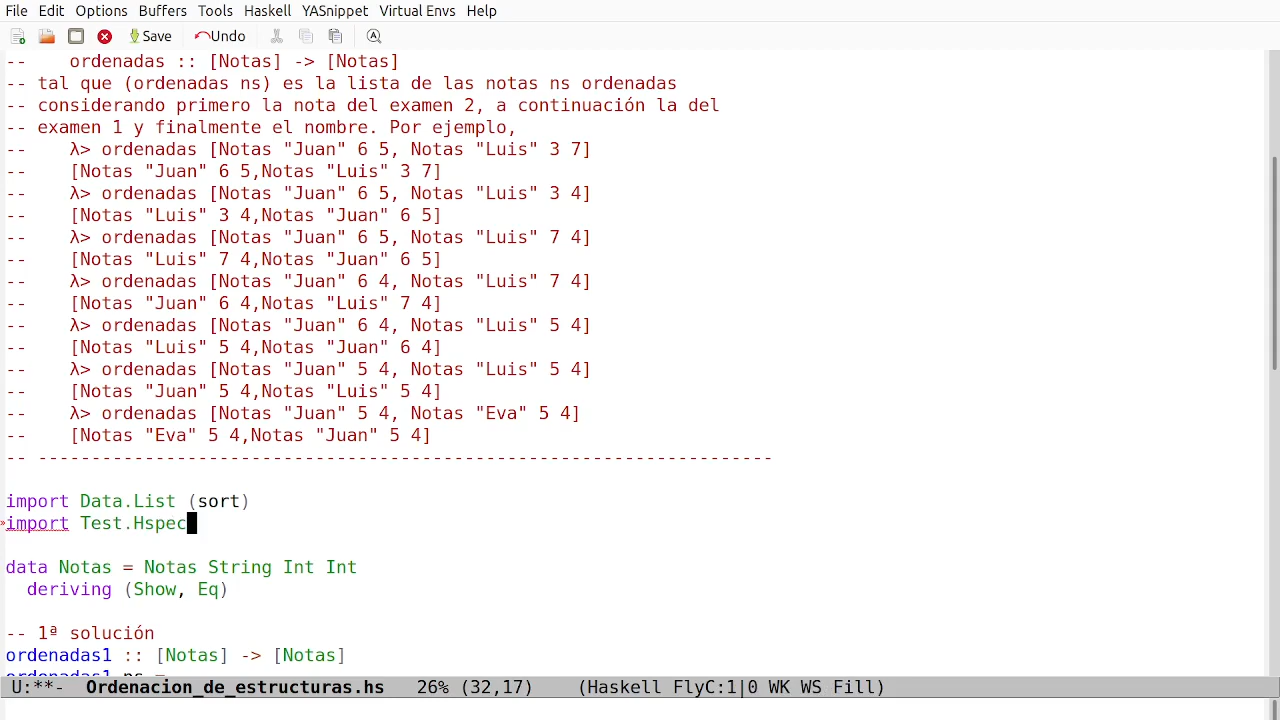 File Edit Options Buffers Tools Haskell YASnippet Virtual Envs Help
Save Undo
--    ordenadas :: [Notas] -> [Notas]
-- tal que (ordenadas ns) es la lista de las notas ns ordenadas
-- considerando primero la nota del examen 2, a continuación la del
-- examen 1 y finalmente el nombre. Por ejemplo,
--    λ> ordenadas [Notas "Juan" 6 5, Notas "Luis" 3 7]
--    [Notas "Juan" 6 5,Notas "Luis" 3 7]
--    λ> ordenadas [Notas "Juan" 6 5, Notas "Luis" 3 4]
--    [Notas "Luis" 3 4,Notas "Juan" 6 5]
--    λ> ordenadas [Notas "Juan" 6 5, Notas "Luis" 7 4]
--    [Notas "Luis" 7 4,Notas "Juan" 6 5]
--    λ> ordenadas [Notas "Juan" 6 4, Notas "Luis" 7 4]
--    [Notas "Juan" 6 4,Notas "Luis" 7 4]
--    λ> ordenadas [Notas "Juan" 6 4, Notas "Luis" 5 4]
--    [Notas "Luis" 5 4,Notas "Juan" 6 4]
--    λ> ordenadas [Notas "Juan" 5 4, Notas "Luis" 5 4]
--    [Notas "Juan" 5 4,Notas "Luis" 5 4]
--    λ> ordenadas [Notas "Juan" 5 4, Notas "Eva" 5 4]
--    [Notas "Eva" 5 4,Notas "Juan" 5 4]
-- ---------------------------------------------------------------------
import Data.List (sort)
import Test.Hspec
data Notas = Notas String Int Int
  deriving (Show, Eq)
-- 1ª solución
ordenadas1 :: [Notas] -> [Notas]
ordenadas1 ns =
U:**-  Ordenacion_de_estructuras.hs   26% (32,17)    (Haskell FlyC:1|0 WK WS Fill)